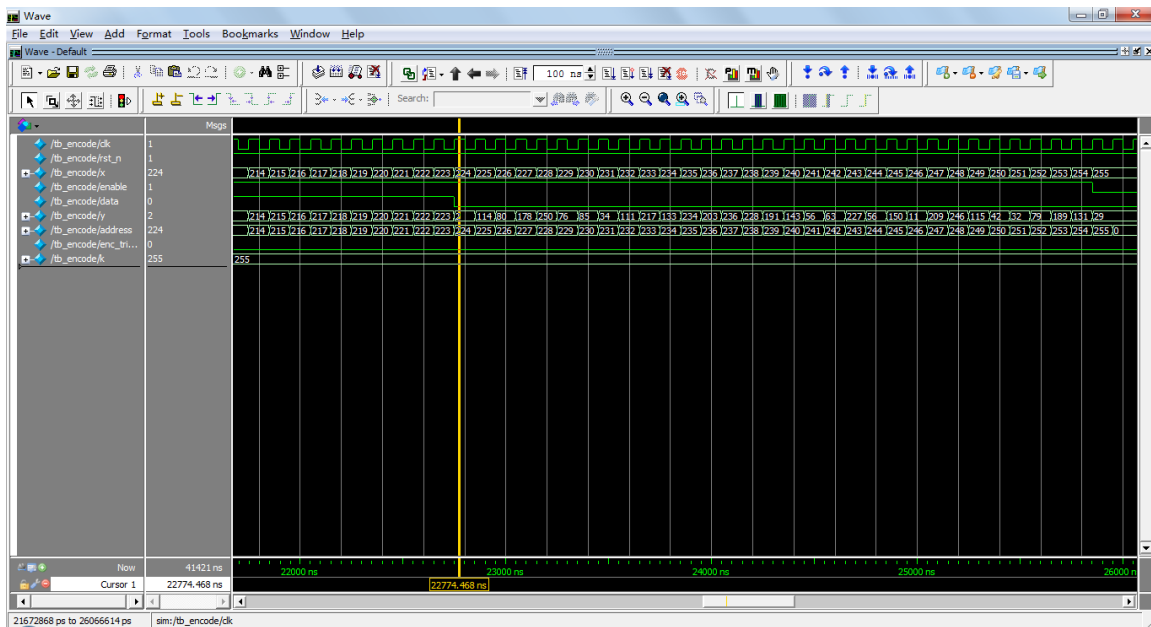 Wave
File Edit View Add Format Tools Bookmarks Window Help
Wave - Default
100 ns
Search:
Msgs
/tb_encode/clk 1
/tb_encode/rst_n 1
/tb_encode/x 224 214 215 216 217 218 219 220 221 222 223 224 225 226 227 228 229 230 231 232 233 234 235 236 237 238 239 240 241 242 243 244 245 246 247 248 249 250 251 252 253 254 255
/tb_encode/enable 1
/tb_encode/data 0
/tb_encode/y 2 214 215 216 217 218 219 220 221 222 223 2 114 80 178 250 76 85 34 111 217 133 234 203 236 228 191 143 56 63 227 56 150 11 209 246 115 42 32 79 189 131 29
/tb_encode/address 224 214 215 216 217 218 219 220 221 222 223 224 225 226 227 228 229 230 231 232 233 234 235 236 237 238 239 240 241 242 243 244 245 246 247 248 249 250 251 252 253 254 255 0
/tb_encode/enc_tri... 0
/tb_encode/k 255 255
Now 41421 ns 22000 ns 23000 ns 24000 ns 25000 ns 26000 n
Cursor 1 22774.468 ns 22774.468 ns
21672868 ps to 26066614 ps sim:/tb_encode/clk